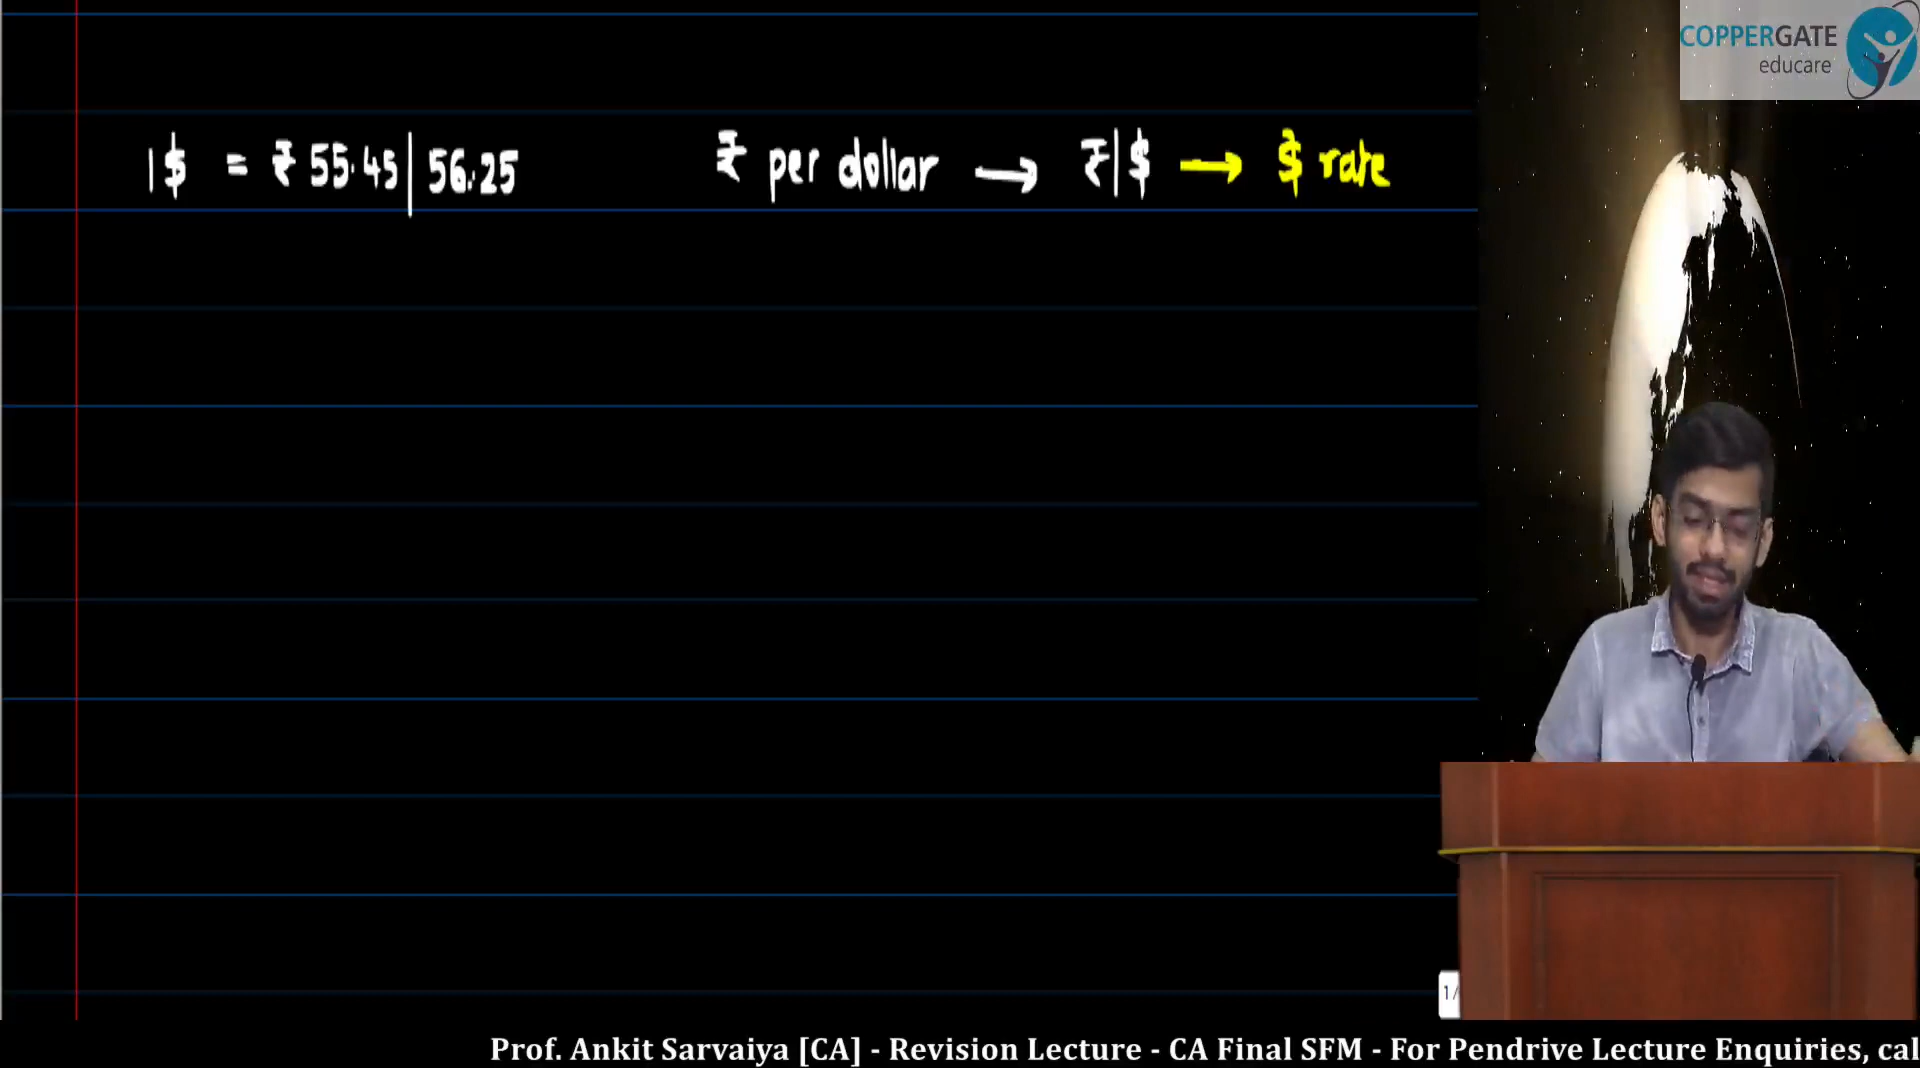 COPPERGATE
educare
1$ = ₹ 55.45 | 56.25 ₹ per dollar → ₹|$ → $ rate
1/
Prof. Ankit Sarvaiya [CA] - Revision Lecture - CA Final SFM - For Pendrive Lecture Enquiries, cal